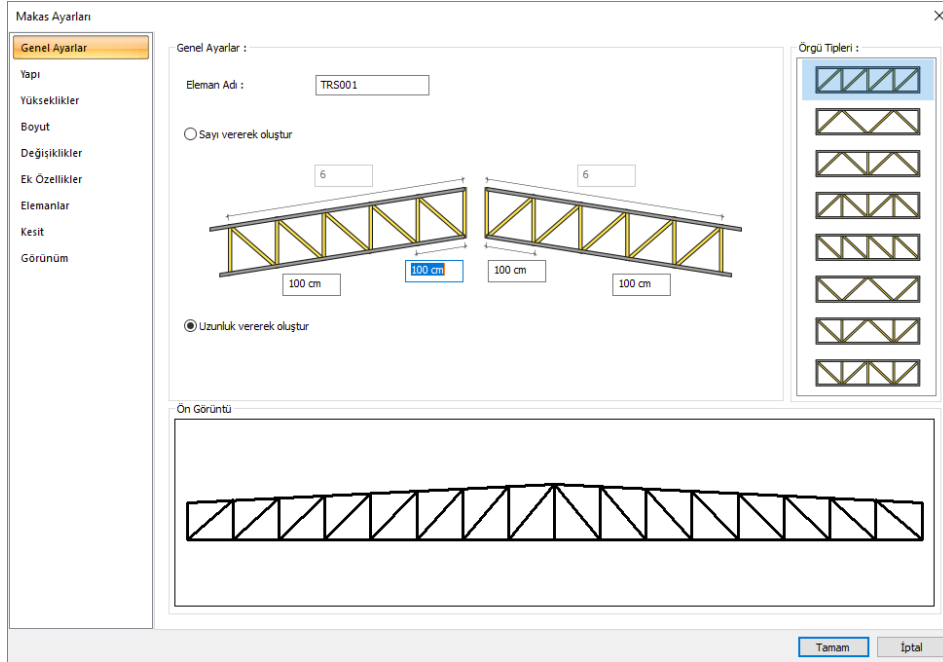 Makas Ayarları
Genel Ayarlar
Yapı
Yükseklikler
Boyut
Değişiklikler
Ek Özellikler
Elemanlar
Kesit
Görünüm
Genel Ayarlar :
Eleman Adı :
TRS001
Sayı vererek oluştur
6
6
100 cm
100 cm
100 cm
100 cm
Uzunluk vererek oluştur
Örgü Tipleri :
Ön Görüntü
Tamam
İptal